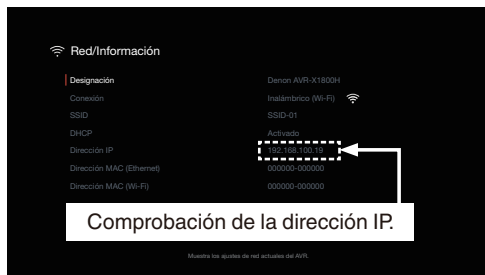 Red/Información
Designación Denon AVR-X1800H
Conexión Inalámbrico (Wi-Fi)
SSID SSID-01
DHCP Activado
Dirección IP 192.168.100.19
Dirección MAC (Ethernet) 000000-000000
Dirección MAC (Wi-Fi) 000000-000000
Comprobación de la dirección IP.
Muestra los ajustes de red actuales del AVR.